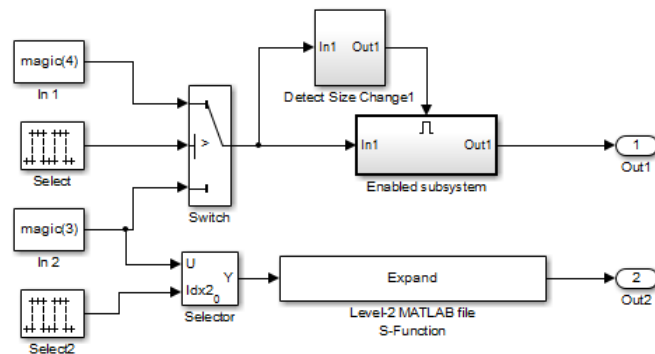 In1 Out1
Detect Size Change1
magic(4)
In 1
In1 Out1
Enabled subsystem
1
Out1
>
Select
Switch
magic(3)
In 2
U
Idx2 0
Y
Selector
Expand
Level-2 MATLAB file
S-Function
2
Out2
Select2